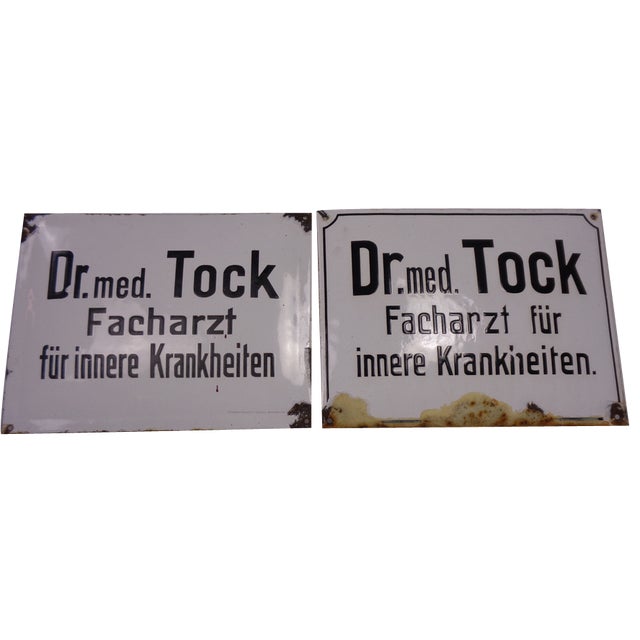 Dr. med. Tock
Facharzt
für innere Krankheiten
Dr. med. Tock
Facharzt für
innere Krankheiten.